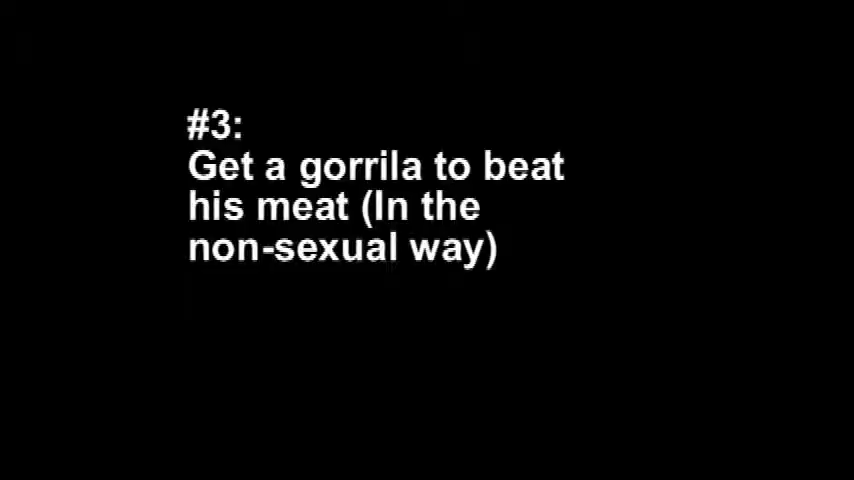 #3:
Get a gorrila to beat
his meat (In the
non-sexual way)